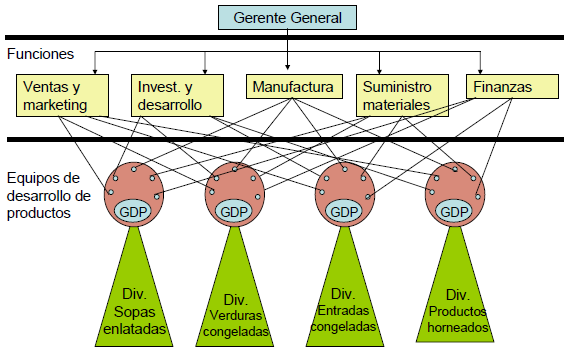 Gerente General
Funciones
Ventas y
marketing
Invest. y
desarrollo
Manufactura
Suministro
materiales
Finanzas
Equipos de
desarrollo de
productos
GDP
GDP
GDP
GDP
Div.
Sopas
enlatadas
Div.
Verduras
congeladas
Div.
Entradas
congeladas
Div.
Productos
horneados